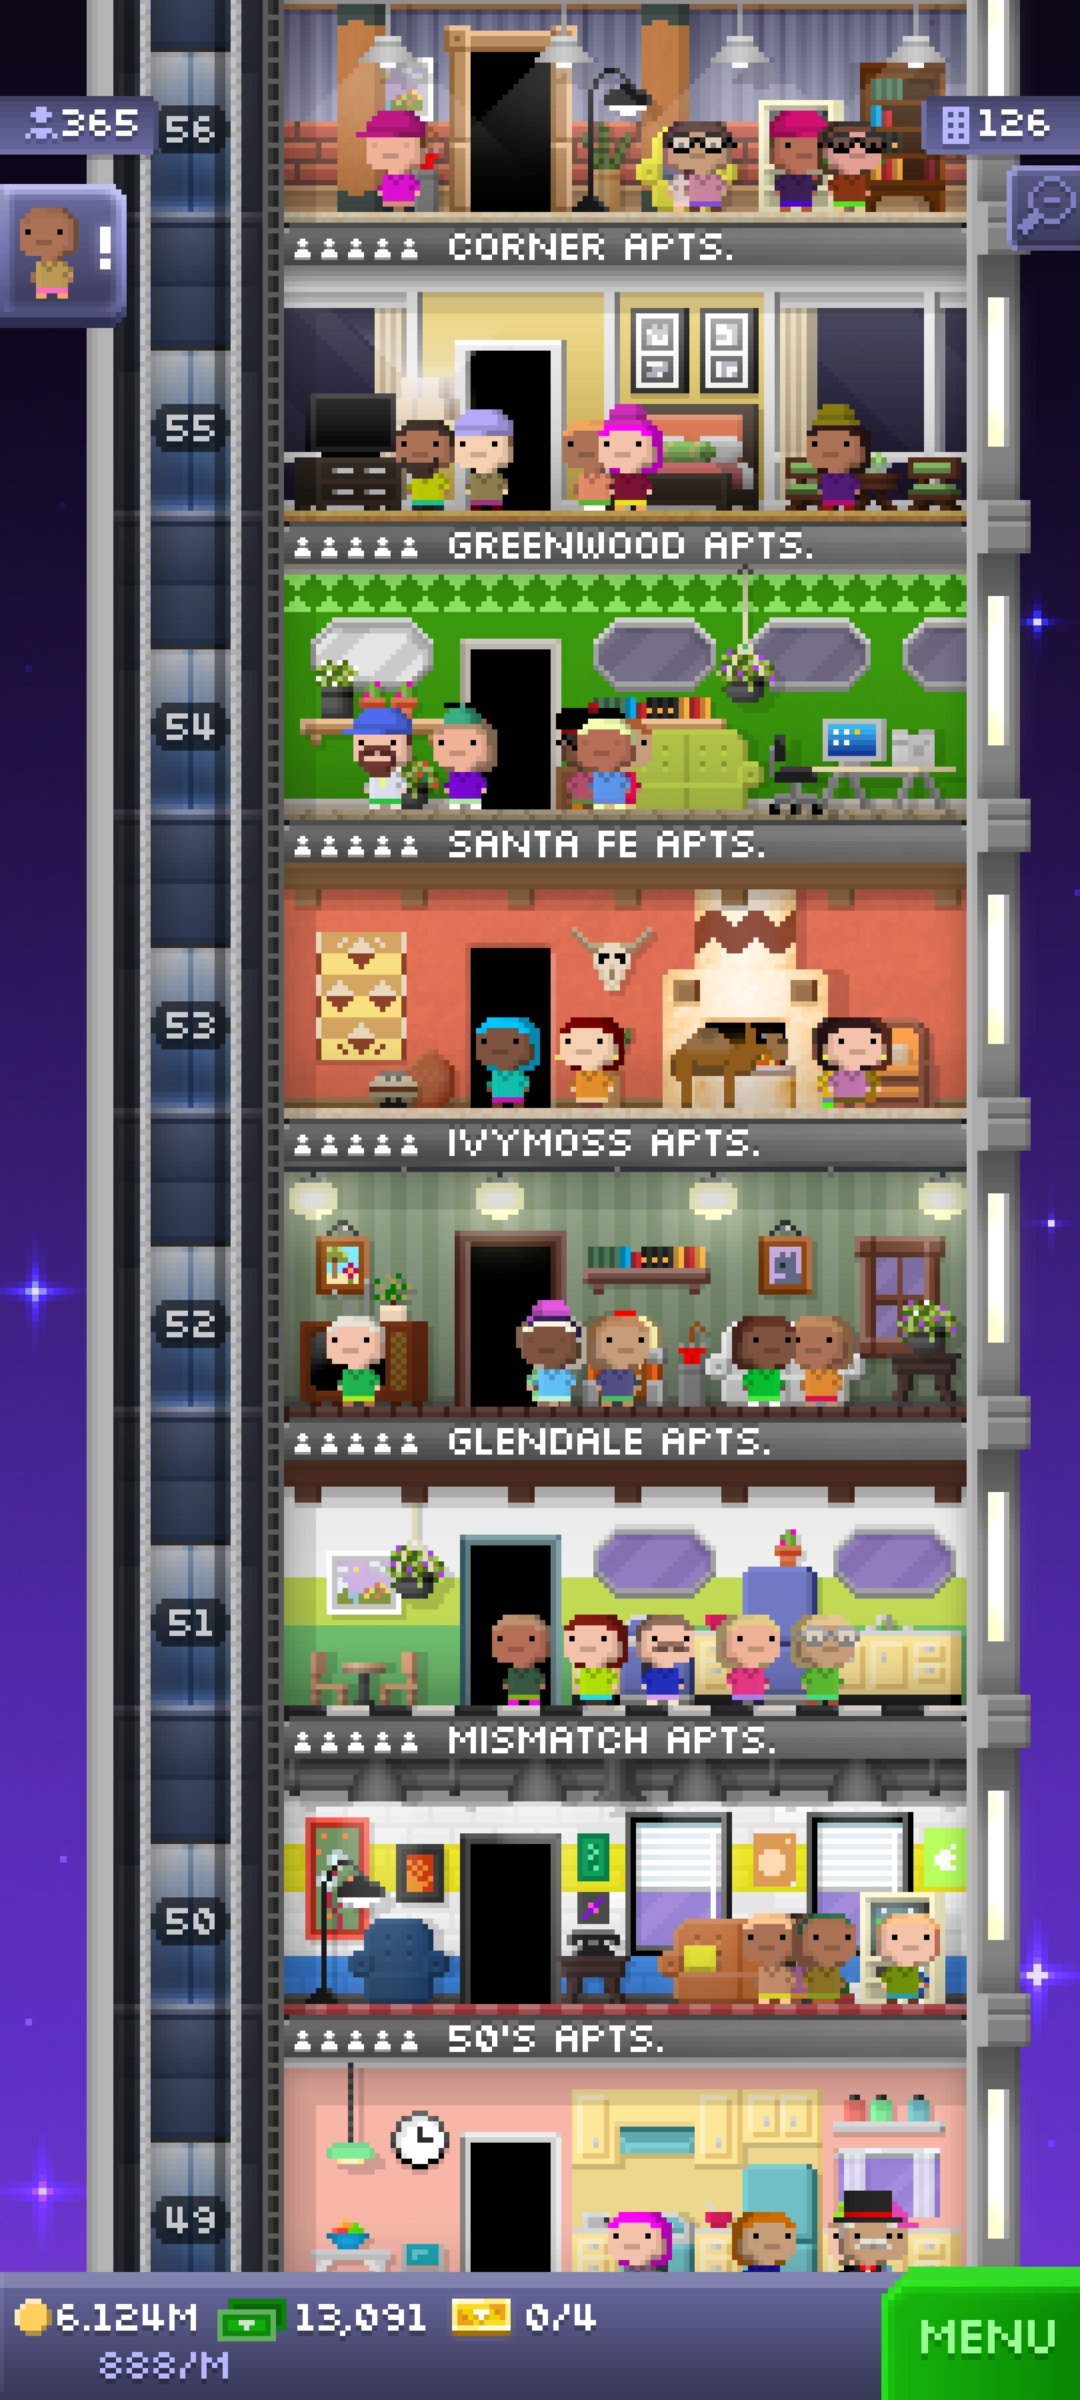 365
56
126
!
CORNER APTS.
55
GREENWOOD APTS.
54
SANTA FE APTS.
53
IVYMOSS APTS.
52
GLENDALE APTS.
51
MISMATCH APTS.
50
50'S APTS.
49
6.124M 13,091 0/4
888/M
MENU